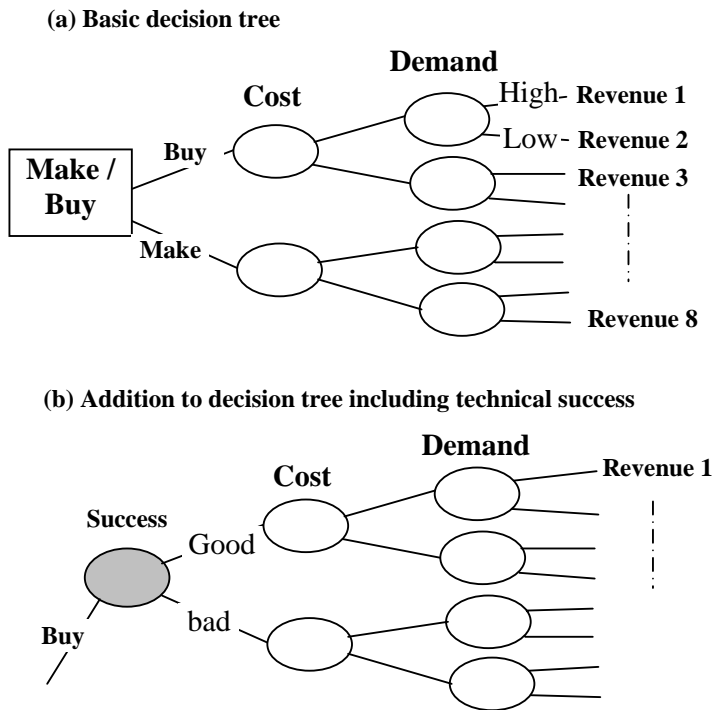 (a) Basic decision tree
Demand
Cost
High
Revenue 1
Low
Revenue 2
Buy
Make /
Buy
Revenue 3
Make
Revenue 8
(b) Addition to decision tree including technical success
Demand
Cost
Revenue 1
Success
Good
bad
Buy